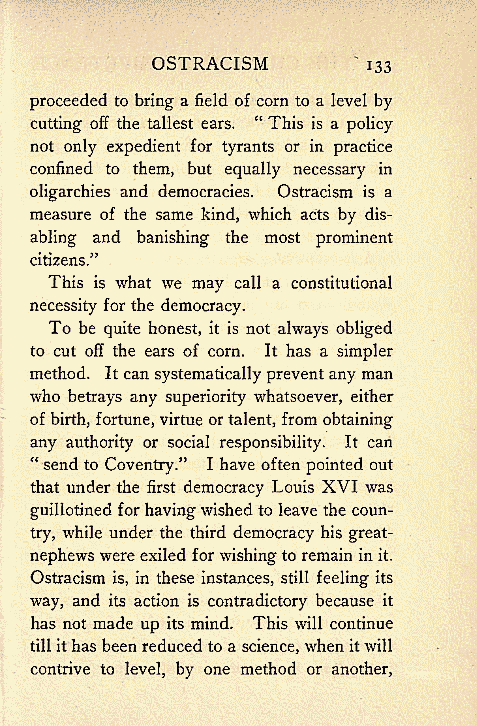 OSTRACISM 133
proceeded to bring a field of corn to a level by
cutting off the tallest ears. “ This is a policy
not only expedient for tyrants or in practice
confined to them, but equally necessary in
oligarchies and democracies. Ostracism is a
measure of the same kind, which acts by dis-
abling and banishing the most prominent
citizens.”
This is what we may call a constitutional
necessity for the democracy.
To be quite honest, it is not always obliged
to cut off the ears of corn. It has a simpler
method. It can systematically prevent any man
who betrays any superiority whatsoever, either
of birth, fortune, virtue or talent, from obtaining
any authority or social responsibility. It can
“ send to Coventry.” I have often pointed out
that under the first democracy Louis XVI was
guillotined for having wished to leave the coun-
try, while under the third democracy his great-
nephews were exiled for wishing to remain in it.
Ostracism is, in these instances, still feeling its
way, and its action is contradictory because it
has not made up its mind. This will continue
till it has been reduced to a science, when it will
contrive to level, by one method or another,